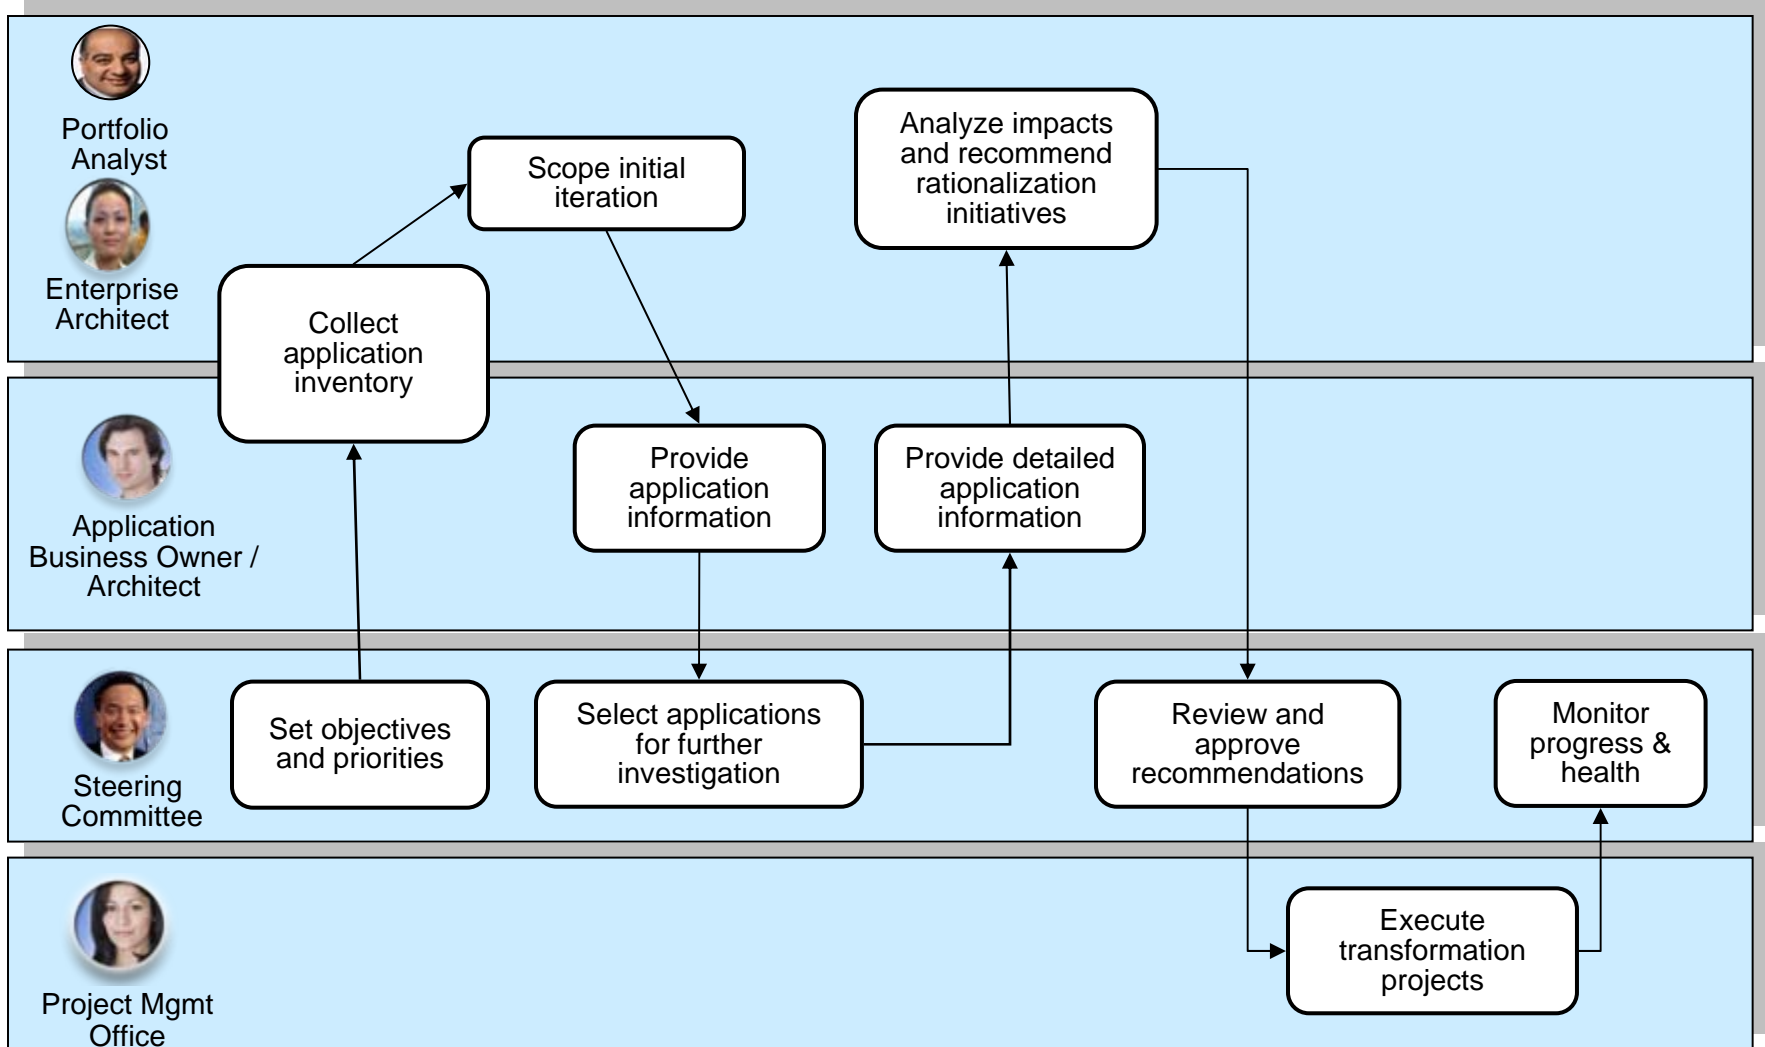 Portfolio
Analyst
Enterprise
Architect
Collect
application
inventory
Scope initial
iteration
Analyze impacts
and recommend
rationalization
initiatives
Application
Business Owner /
Architect
Provide
application
information
Provide detailed
application
information
Steering
Committee
Set objectives
and priorities
Select applications
for further
investigation
Review and
approve
recommendations
Monitor
progress &
health
Project Mgmt
Office
Execute
transformation
projects